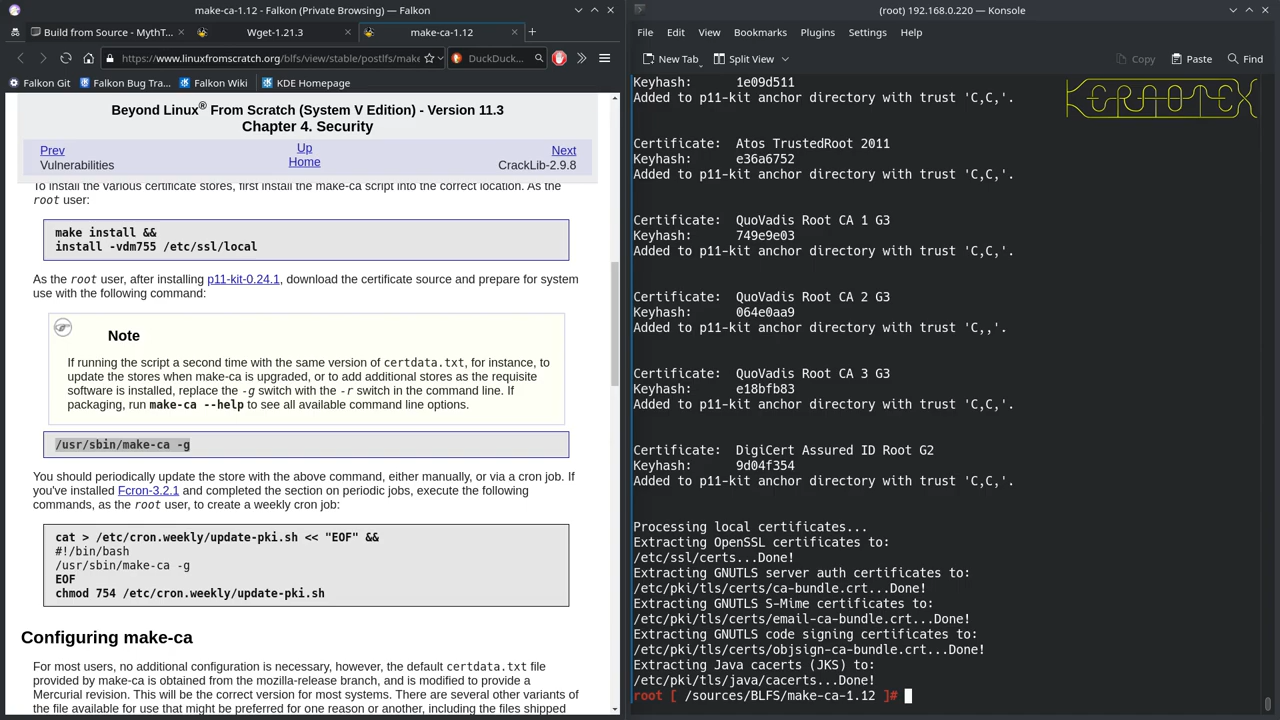 make-ca-1.12 - Falkon (Private Browsing) — Falkon
Build from Source - MythT...
Wget-1.21.3
make-ca-1.12
https://www.linuxfromscratch.org/blfs/view/stable/postlfs/make
DuckDuc...
Falkon Git
Falkon Bug Tra...
Falkon Wiki
KDE Homepage
Beyond Linux® From Scratch (System V Edition) - Version 11.3
Chapter 4. Security
Prev
Up
Next
Vulnerabilities
Home
CrackLib-2.9.8
To install the various certificate stores, first install the make-ca script into the correct location. As the
root user:
make install &&
install -vdm755 /etc/ssl/local
As the root user, after installing p11-kit-0.24.1, download the certificate source and prepare for system
use with the following command:
Note
If running the script a second time with the same version of certdata.txt, for instance, to
update the stores when make-ca is upgraded, or to add additional stores as the requisite
software is installed, replace the -g switch with the -r switch in the command line. If
packaging, run make-ca --help to see all available command line options.
/usr/sbin/make-ca -g
You should periodically update the store with the above command, either manually, or via a cron job. If
you've installed Fcron-3.2.1 and completed the section on periodic jobs, execute the following
commands, as the root user, to create a weekly cron job:
cat > /etc/cron.weekly/update-pki.sh << "EOF" &&
#!/bin/bash
/usr/sbin/make-ca -g
EOF
chmod 754 /etc/cron.weekly/update-pki.sh
Configuring make-ca
For most users, no additional configuration is necessary, however, the default certdata.txt file
provided by make-ca is obtained from the mozilla-release branch, and is modified to provide a
Mercurial revision. This will be the correct version for most systems. There are several other variants of
the file available for use that might be preferred for one reason or another, including the files shipped
(root) 192.168.0.220 — Konsole
File Edit View Bookmarks Plugins Settings Help
New Tab
Split View
Copy
Paste
Find
Keyhash: 1e09d511
Added to p11-kit anchor directory with trust 'C,C,'.
Certificate: Atos TrustedRoot 2011
Keyhash: e36a6752
Added to p11-kit anchor directory with trust 'C,C,'.
Certificate: QuoVadis Root CA 1 G3
Keyhash: 749e9e03
Added to p11-kit anchor directory with trust 'C,C,'.
Certificate: QuoVadis Root CA 2 G3
Keyhash: 064e0aa9
Added to p11-kit anchor directory with trust 'C,,'.
Certificate: QuoVadis Root CA 3 G3
Keyhash: e18bfb83
Added to p11-kit anchor directory with trust 'C,C,'.
Certificate: DigiCert Assured ID Root G2
Keyhash: 9d04f354
Added to p11-kit anchor directory with trust 'C,C,'.
Processing local certificates...
Extracting OpenSSL certificates to:
/etc/ssl/certs...Done!
Extracting GNUTLS server auth certificates to:
/etc/pki/tls/certs/ca-bundle.crt...Done!
Extracting GNUTLS S-Mime certificates to:
/etc/pki/tls/certs/email-ca-bundle.crt...Done!
Extracting GNUTLS code signing certificates to:
/etc/pki/tls/certs/objsign-ca-bundle.crt...Done!
Extracting Java cacerts (JKS) to:
/etc/pki/tls/java/cacerts...Done!
root [ /sources/BLFS/make-ca-1.12 ]#